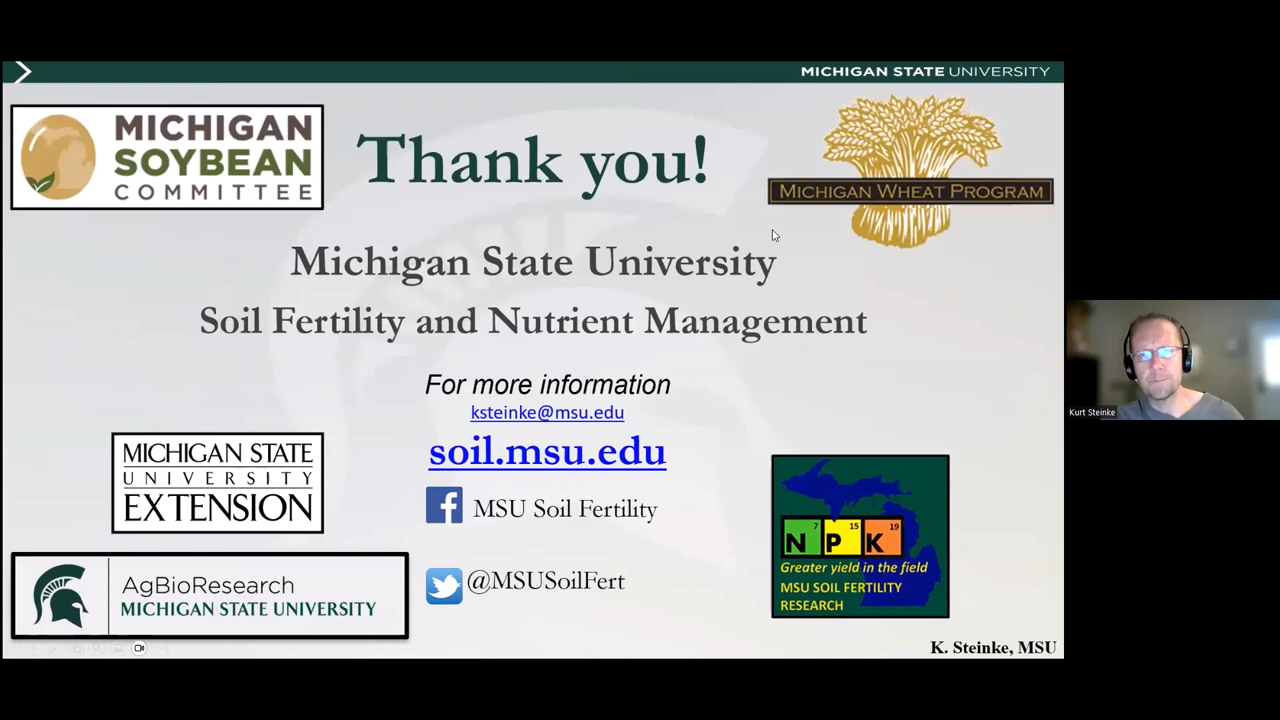 MICHIGAN STATE UNIVERSITY
MICHIGAN
SOYBEAN
COMMITTEE
Thank you!
MICHIGAN WHEAT PROGRAM
Michigan State University
Soil Fertility and Nutrient Management
For more information
ksteinke@msu.edu
soil.msu.edu
MSU Soil Fertility
@MSUSoilFert
MICHIGAN STATE
UNIVERSITY
EXTENSION
AgBioResearch
MICHIGAN STATE UNIVERSITY
7 15 19
N P K
Greater yield in the field
MSU SOIL FERTILITY
RESEARCH
K. Steinke, MSU
Kurt Steinke